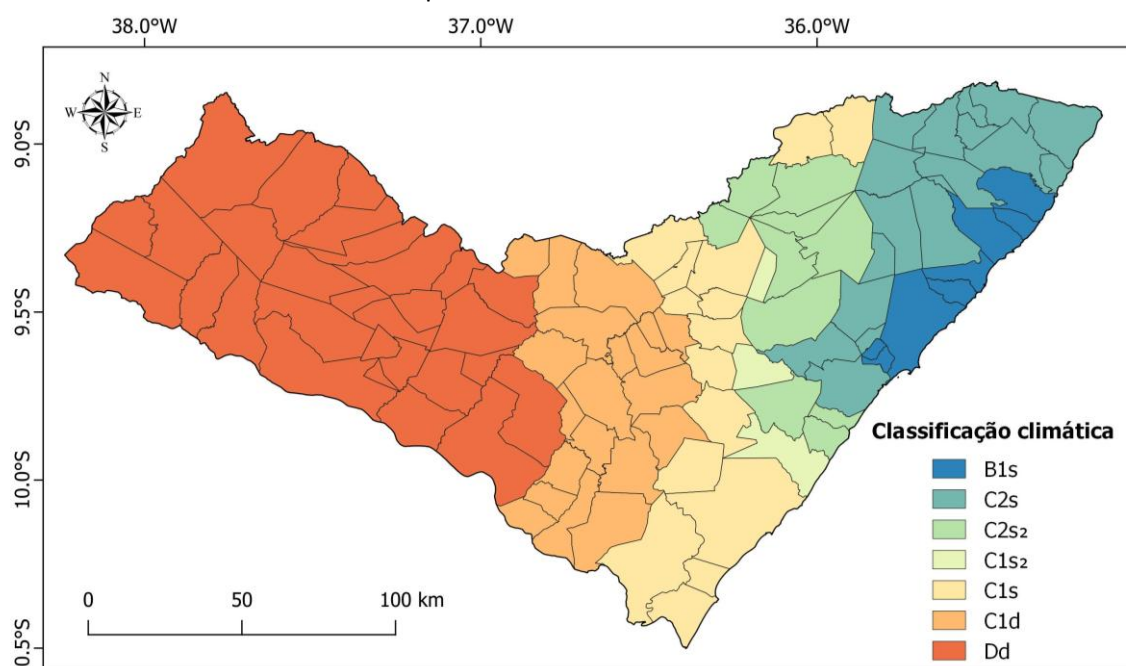 38.0°W 37.0°W 36.0°W
N
W E
S
9.0°S
9.5°S
10.0°S
0.5°S
Classificação climática
B1s
C2s
C2s₂
C1s₂
C1s
C1d
Dd
0 50 100 km